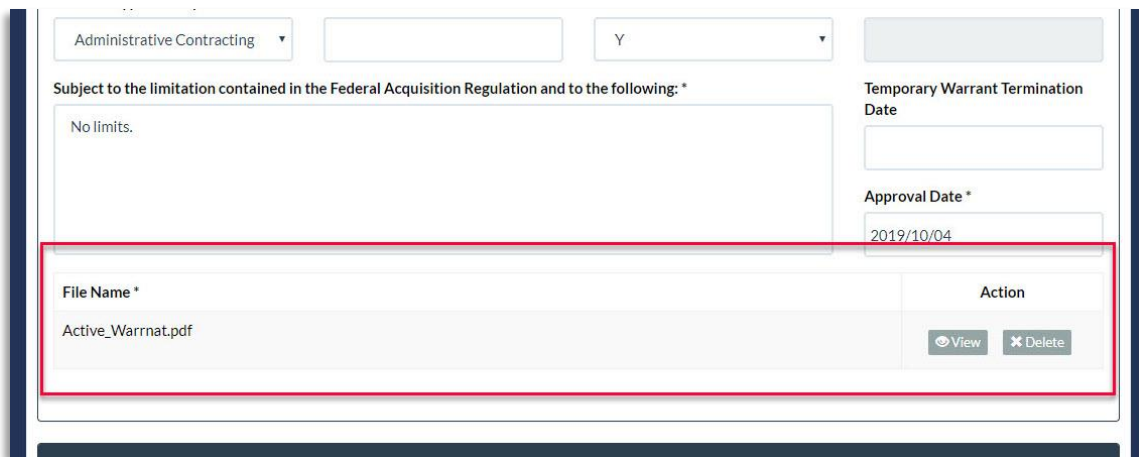 Administrative Contracting
Y
Subject to the limitation contained in the Federal Acquisition Regulation and to the following: *
No limits.
Temporary Warrant Termination
Date
Approval Date *
2019/10/04
File Name *
Action
Active_Warrnat.pdf
View
Delete